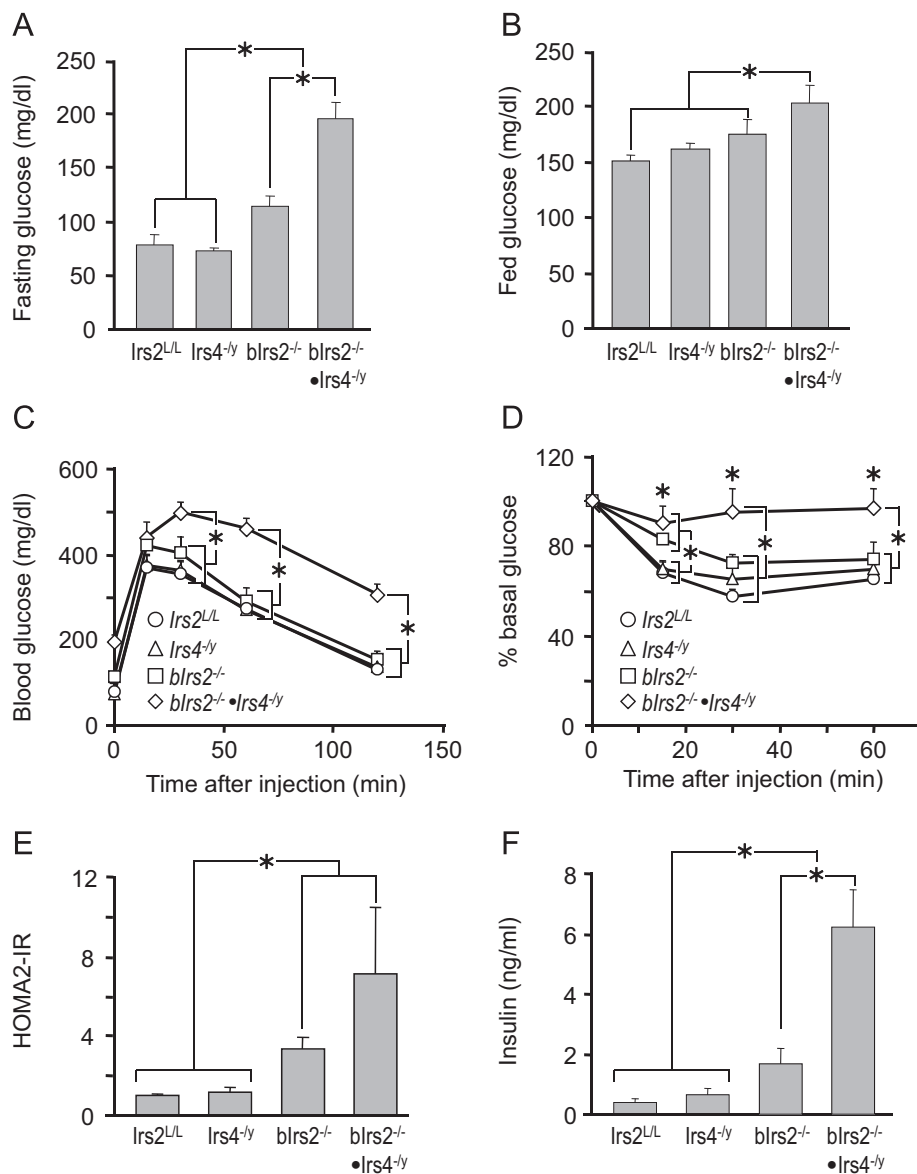 A
B
250
200
150
100
50
0
Fasting glucose (mg/dl)
*
*
Irs2L/L
Irs4-/y
bIrs2-/-
bIrs2-/-
•Irs4-/y
250
200
150
100
50
0
Fed glucose (mg/dl)
*
Irs2L/L
Irs4-/y
bIrs2-/-
bIrs2-/-
•Irs4-/y
C
D
600
400
200
0
Blood glucose (mg/dl)
*
*
*
Irs2L/L
Irs4-/y
bIrs2-/-
bIrs2-/-•Irs4-/y
0
50
100
150
Time after injection (min)
120
80
40
0
% basal glucose
*
*
*
*
*
*
Irs2L/L
Irs4-/y
bIrs2-/-
bIrs2-/-•Irs4-/y
0
20
40
60
Time after injection (min)
E
F
12
8
4
0
HOMA2-IR
*
Irs2L/L
Irs4-/y
bIrs2-/-
bIrs2-/-
•Irs4-/y
8
6
4
2
0
Insulin (ng/ml)
*
*
Irs2L/L
Irs4-/y
bIrs2-/-
bIrs2-/-
•Irs4-/y